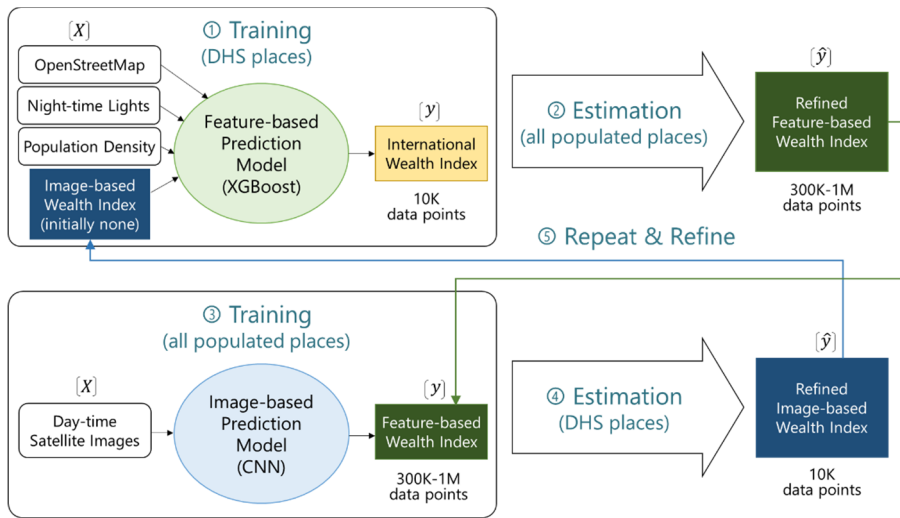 [X]
① Training
(DHS places)
OpenStreetMap
Night-time Lights
Population Density
Image-based
Wealth Index
(initially none)
Feature-based
Prediction
Model
(XGBoost)
[y]
International
Wealth Index
10K
data points
② Estimation
(all populated places)
[ŷ]
Refined
Feature-based
Wealth Index
300K-1M
data points
⑤ Repeat & Refine
③ Training
(all populated places)
[X]
Day-time
Satellite Images
Image-based
Prediction
Model
(CNN)
[y]
Feature-based
Wealth Index
300K-1M
data points
④ Estimation
(DHS places)
[ŷ]
Refined
Image-based
Wealth Index
10K
data points